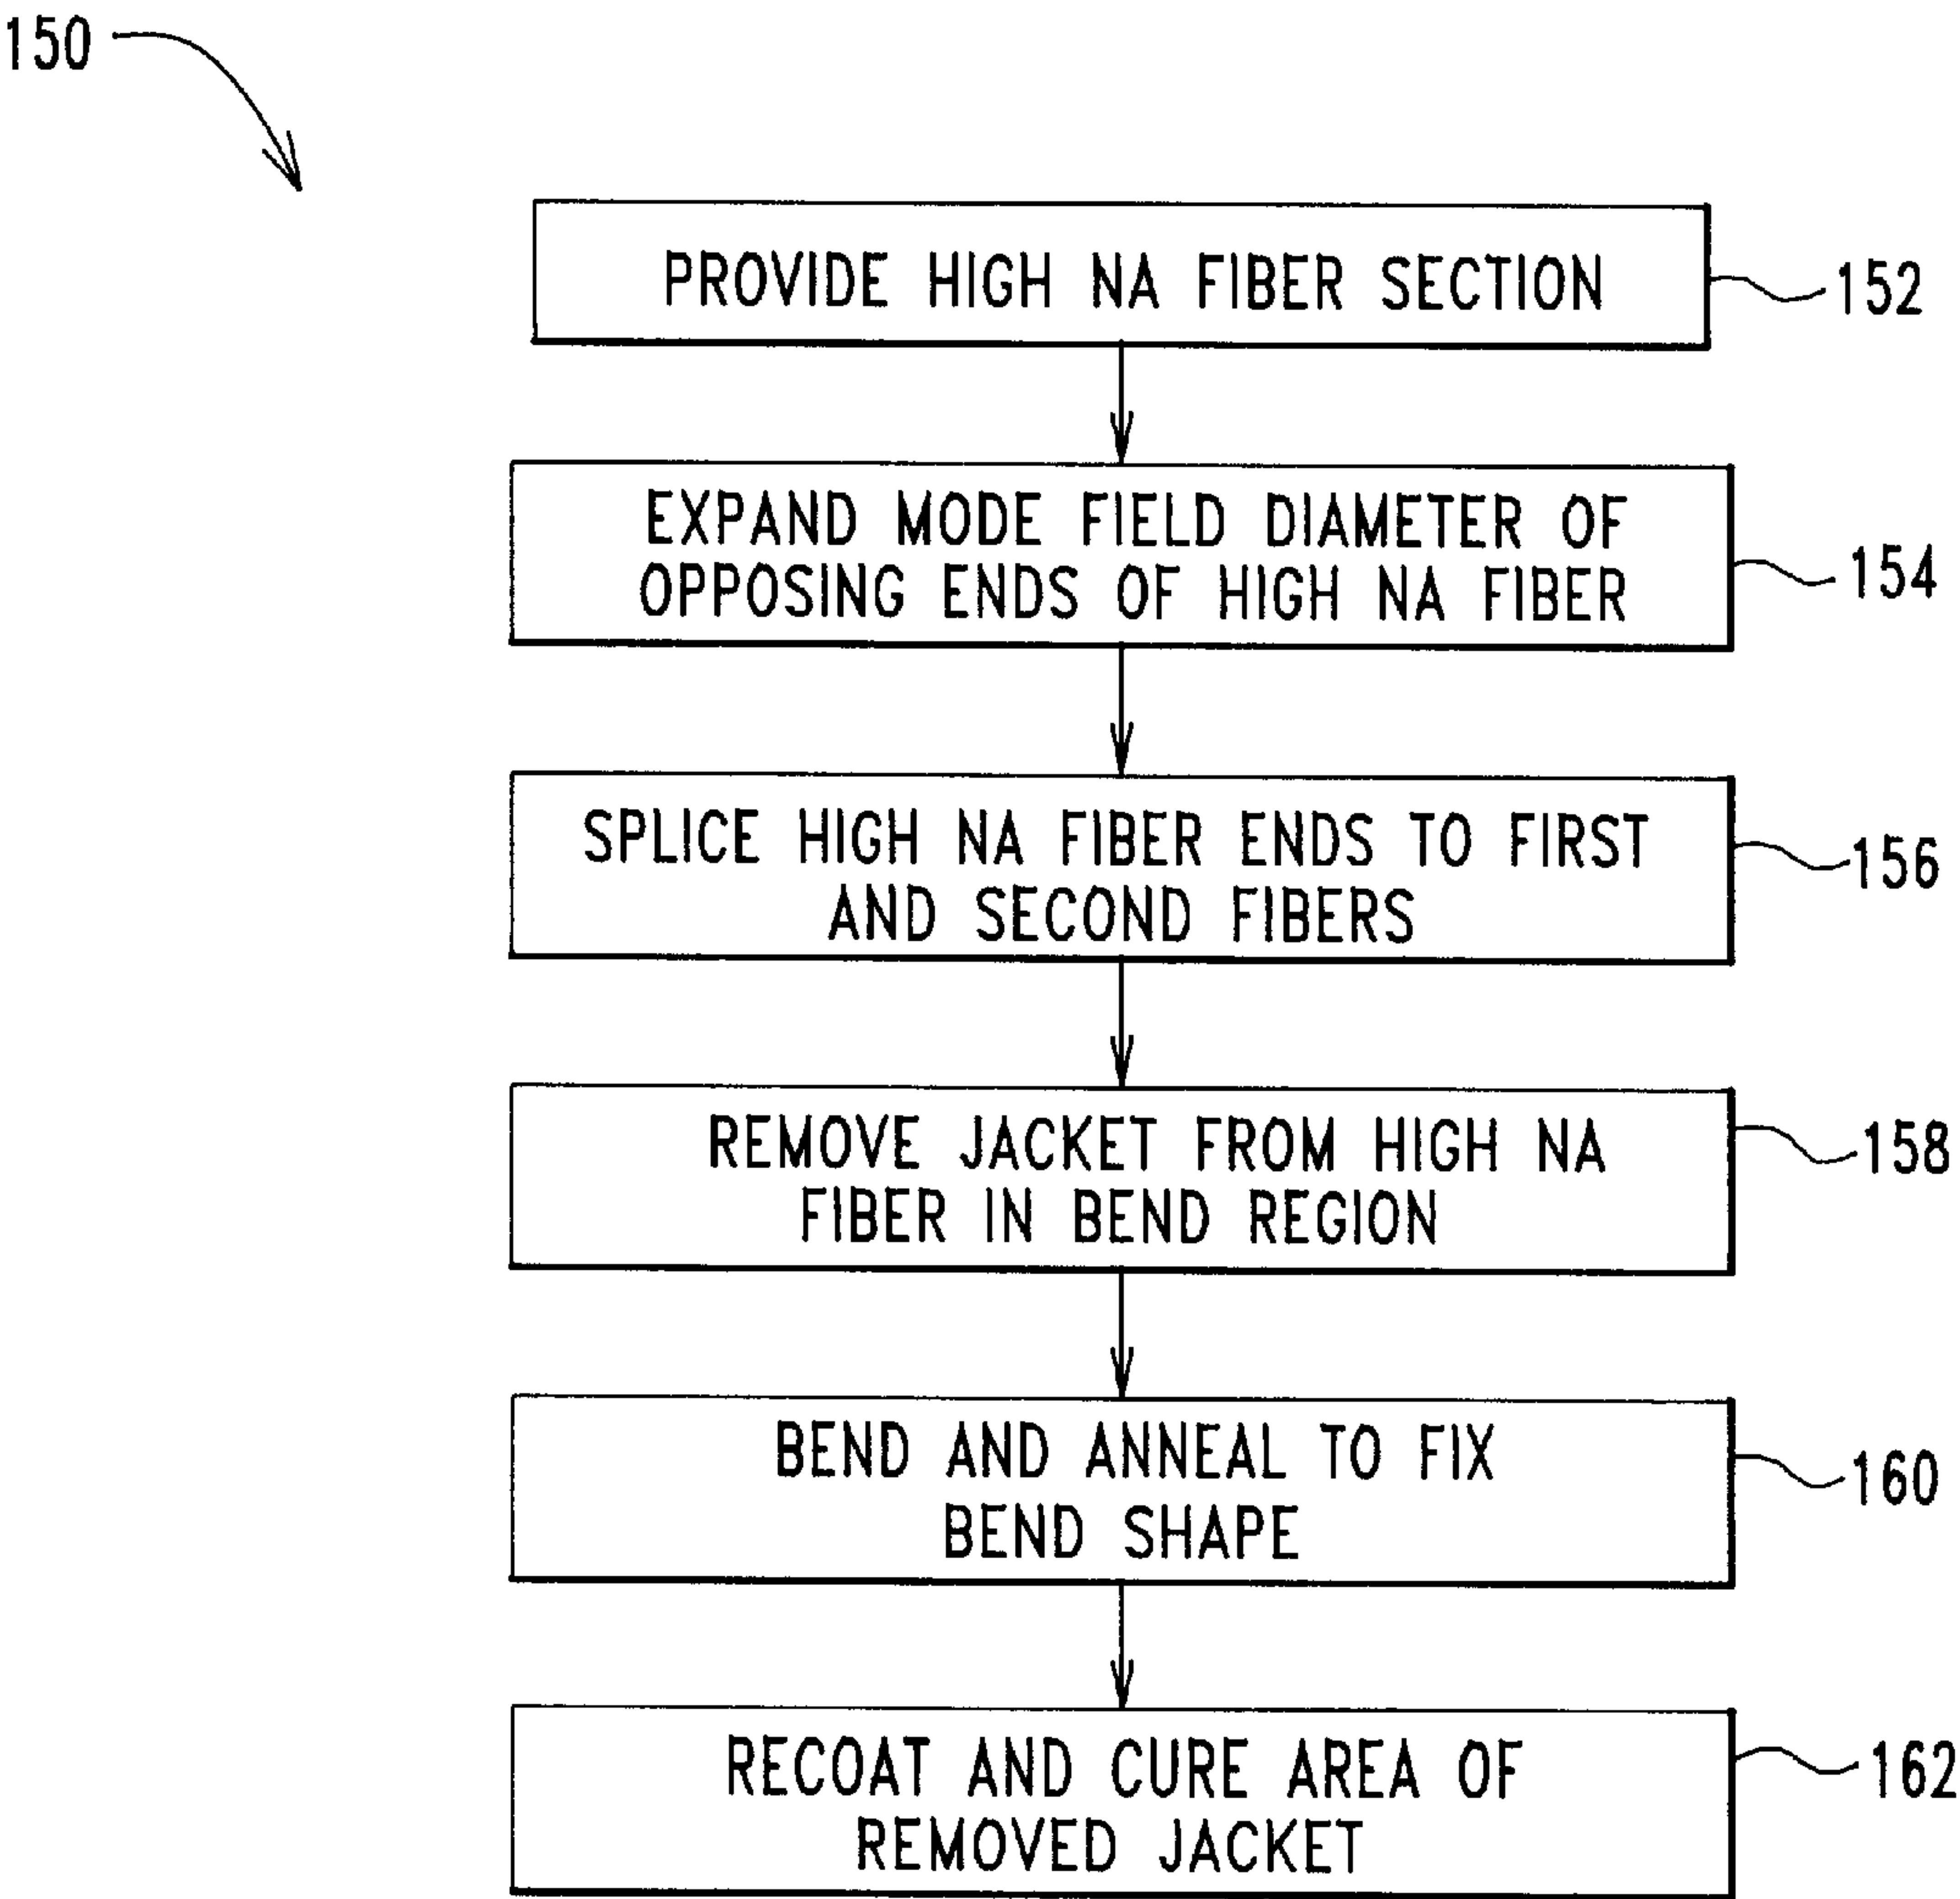 150
PROVIDE HIGH NA FIBER SECTION
152
EXPAND MODE FIELD DIAMETER OF
OPPOSING ENDS OF HIGH NA FIBER
154
SPLICE HIGH NA FIBER ENDS TO FIRST
AND SECOND FIBERS
156
REMOVE JACKET FROM HIGH NA
FIBER IN BEND REGION
158
BEND AND ANNEAL TO FIX
BEND SHAPE
160
RECOAT AND CURE AREA OF
REMOVED JACKET
162